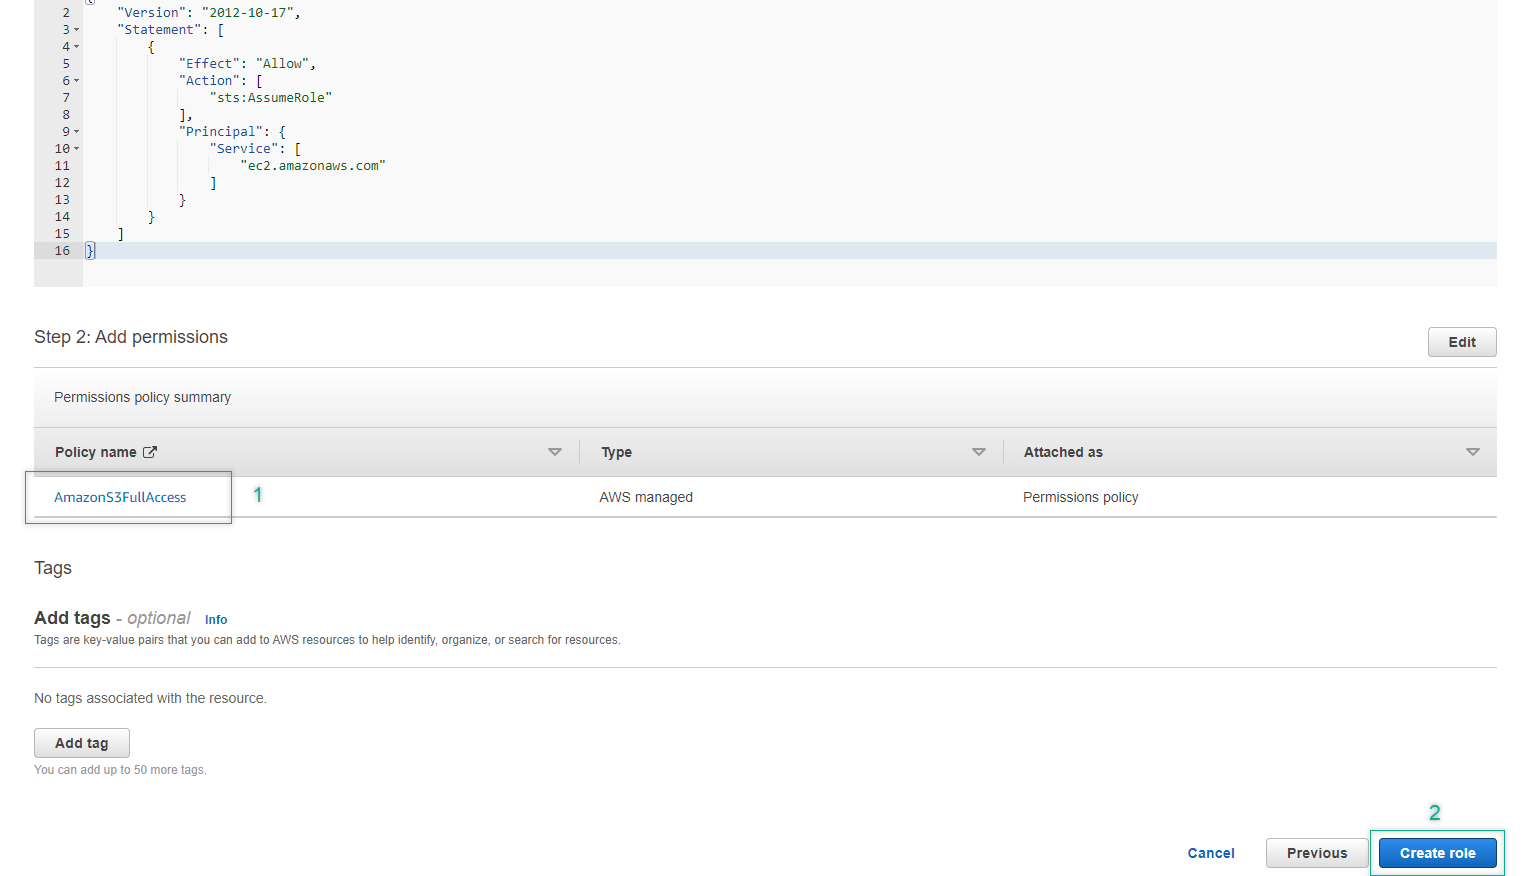 {
2 "Version": "2012-10-17",
3 "Statement": [
4 {
5 "Effect": "Allow",
6 "Action": [
7 "sts:AssumeRole"
8 ],
9 "Principal": {
10 "Service": [
11 "ec2.amazonaws.com"
12 ]
13 }
14 }
15 ]
16 }
Step 2: Add permissions
Edit
Permissions policy summary
Policy name Type Attached as
AmazonS3FullAccess 1 AWS managed Permissions policy
Tags
Add tags - optional Info
Tags are key-value pairs that you can add to AWS resources to help identify, organize, or search for resources.
No tags associated with the resource.
Add tag
You can add up to 50 more tags.
2
Cancel Previous Create role